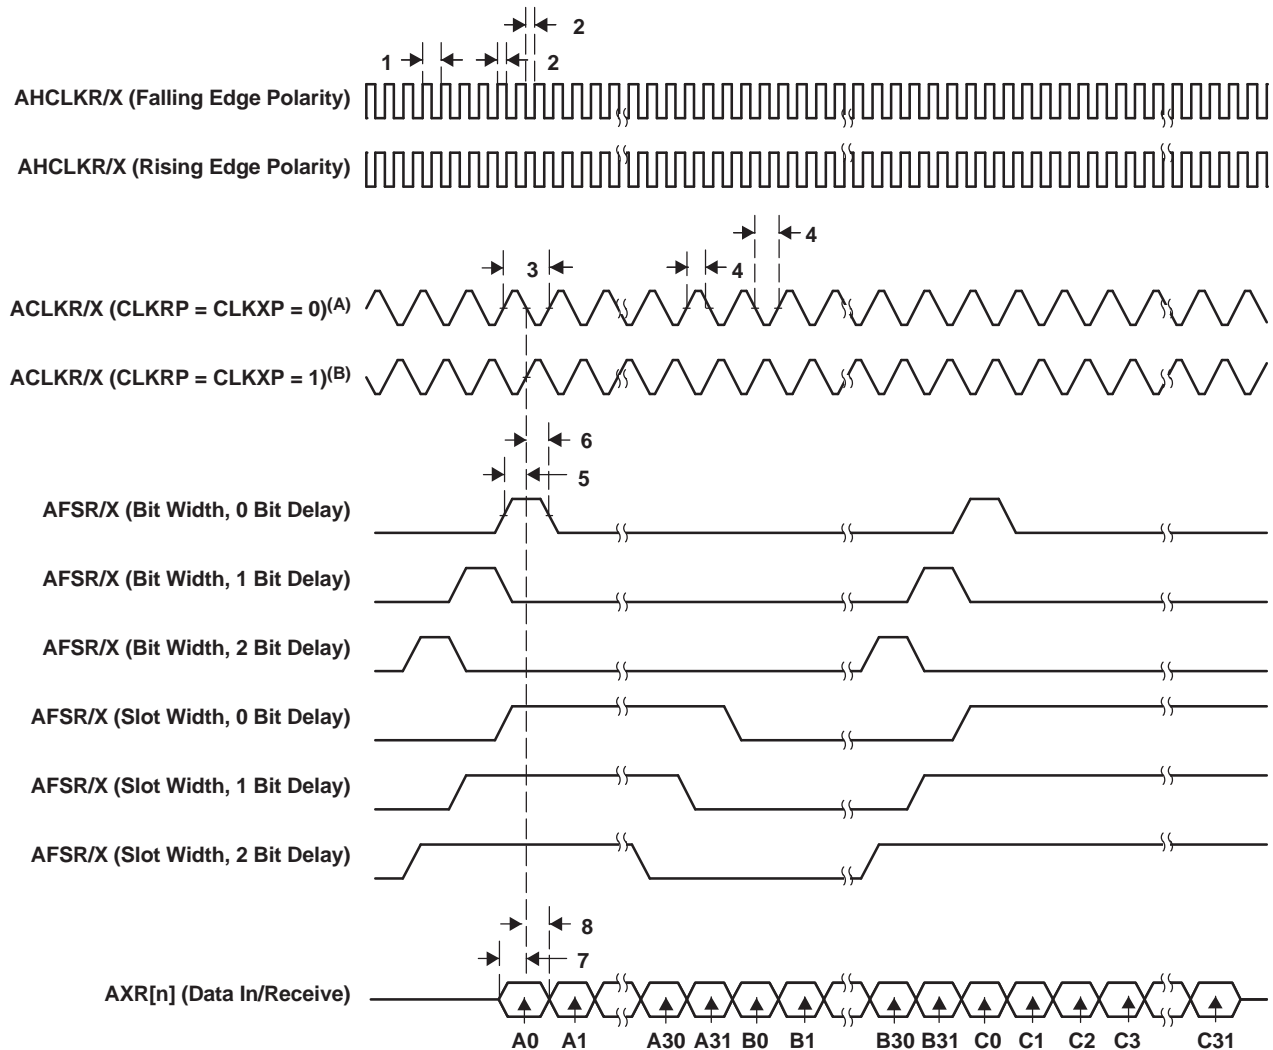 2
1
2
AHCLKR/X (Falling Edge Polarity)
AHCLKR/X (Rising Edge Polarity)
4
3
4
ACLKR/X (CLKRP = CLKXP = 0)(A)
ACLKR/X (CLKRP = CLKXP = 1)(B)
6
5
AFSR/X (Bit Width, 0 Bit Delay)
AFSR/X (Bit Width, 1 Bit Delay)
AFSR/X (Bit Width, 2 Bit Delay)
AFSR/X (Slot Width, 0 Bit Delay)
AFSR/X (Slot Width, 1 Bit Delay)
AFSR/X (Slot Width, 2 Bit Delay)
8
7
AXR[n] (Data In/Receive)
A0 A1 A30 A31 B0 B1 B30 B31 C0 C1 C2 C3 C31